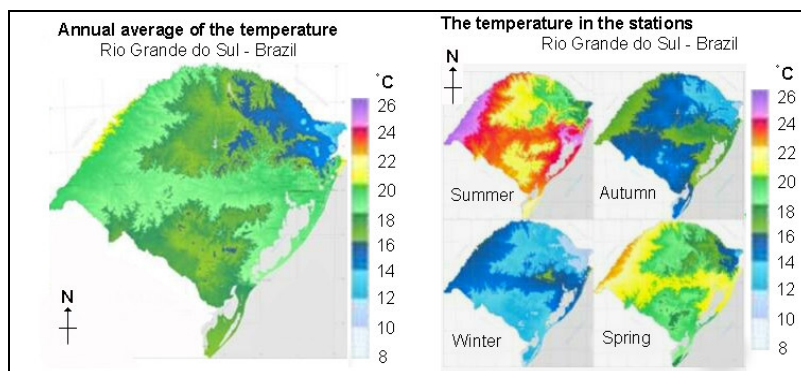 Annual average of the temperature
Rio Grande do Sul - Brazil
N
°C
26
24
22
20
18
16
14
12
10
8
N
The temperature in the stations
Rio Grande do Sul - Brazil
N
°C
Summer
Autumn
Winter
Spring
26
24
22
20
18
16
14
12
10
8